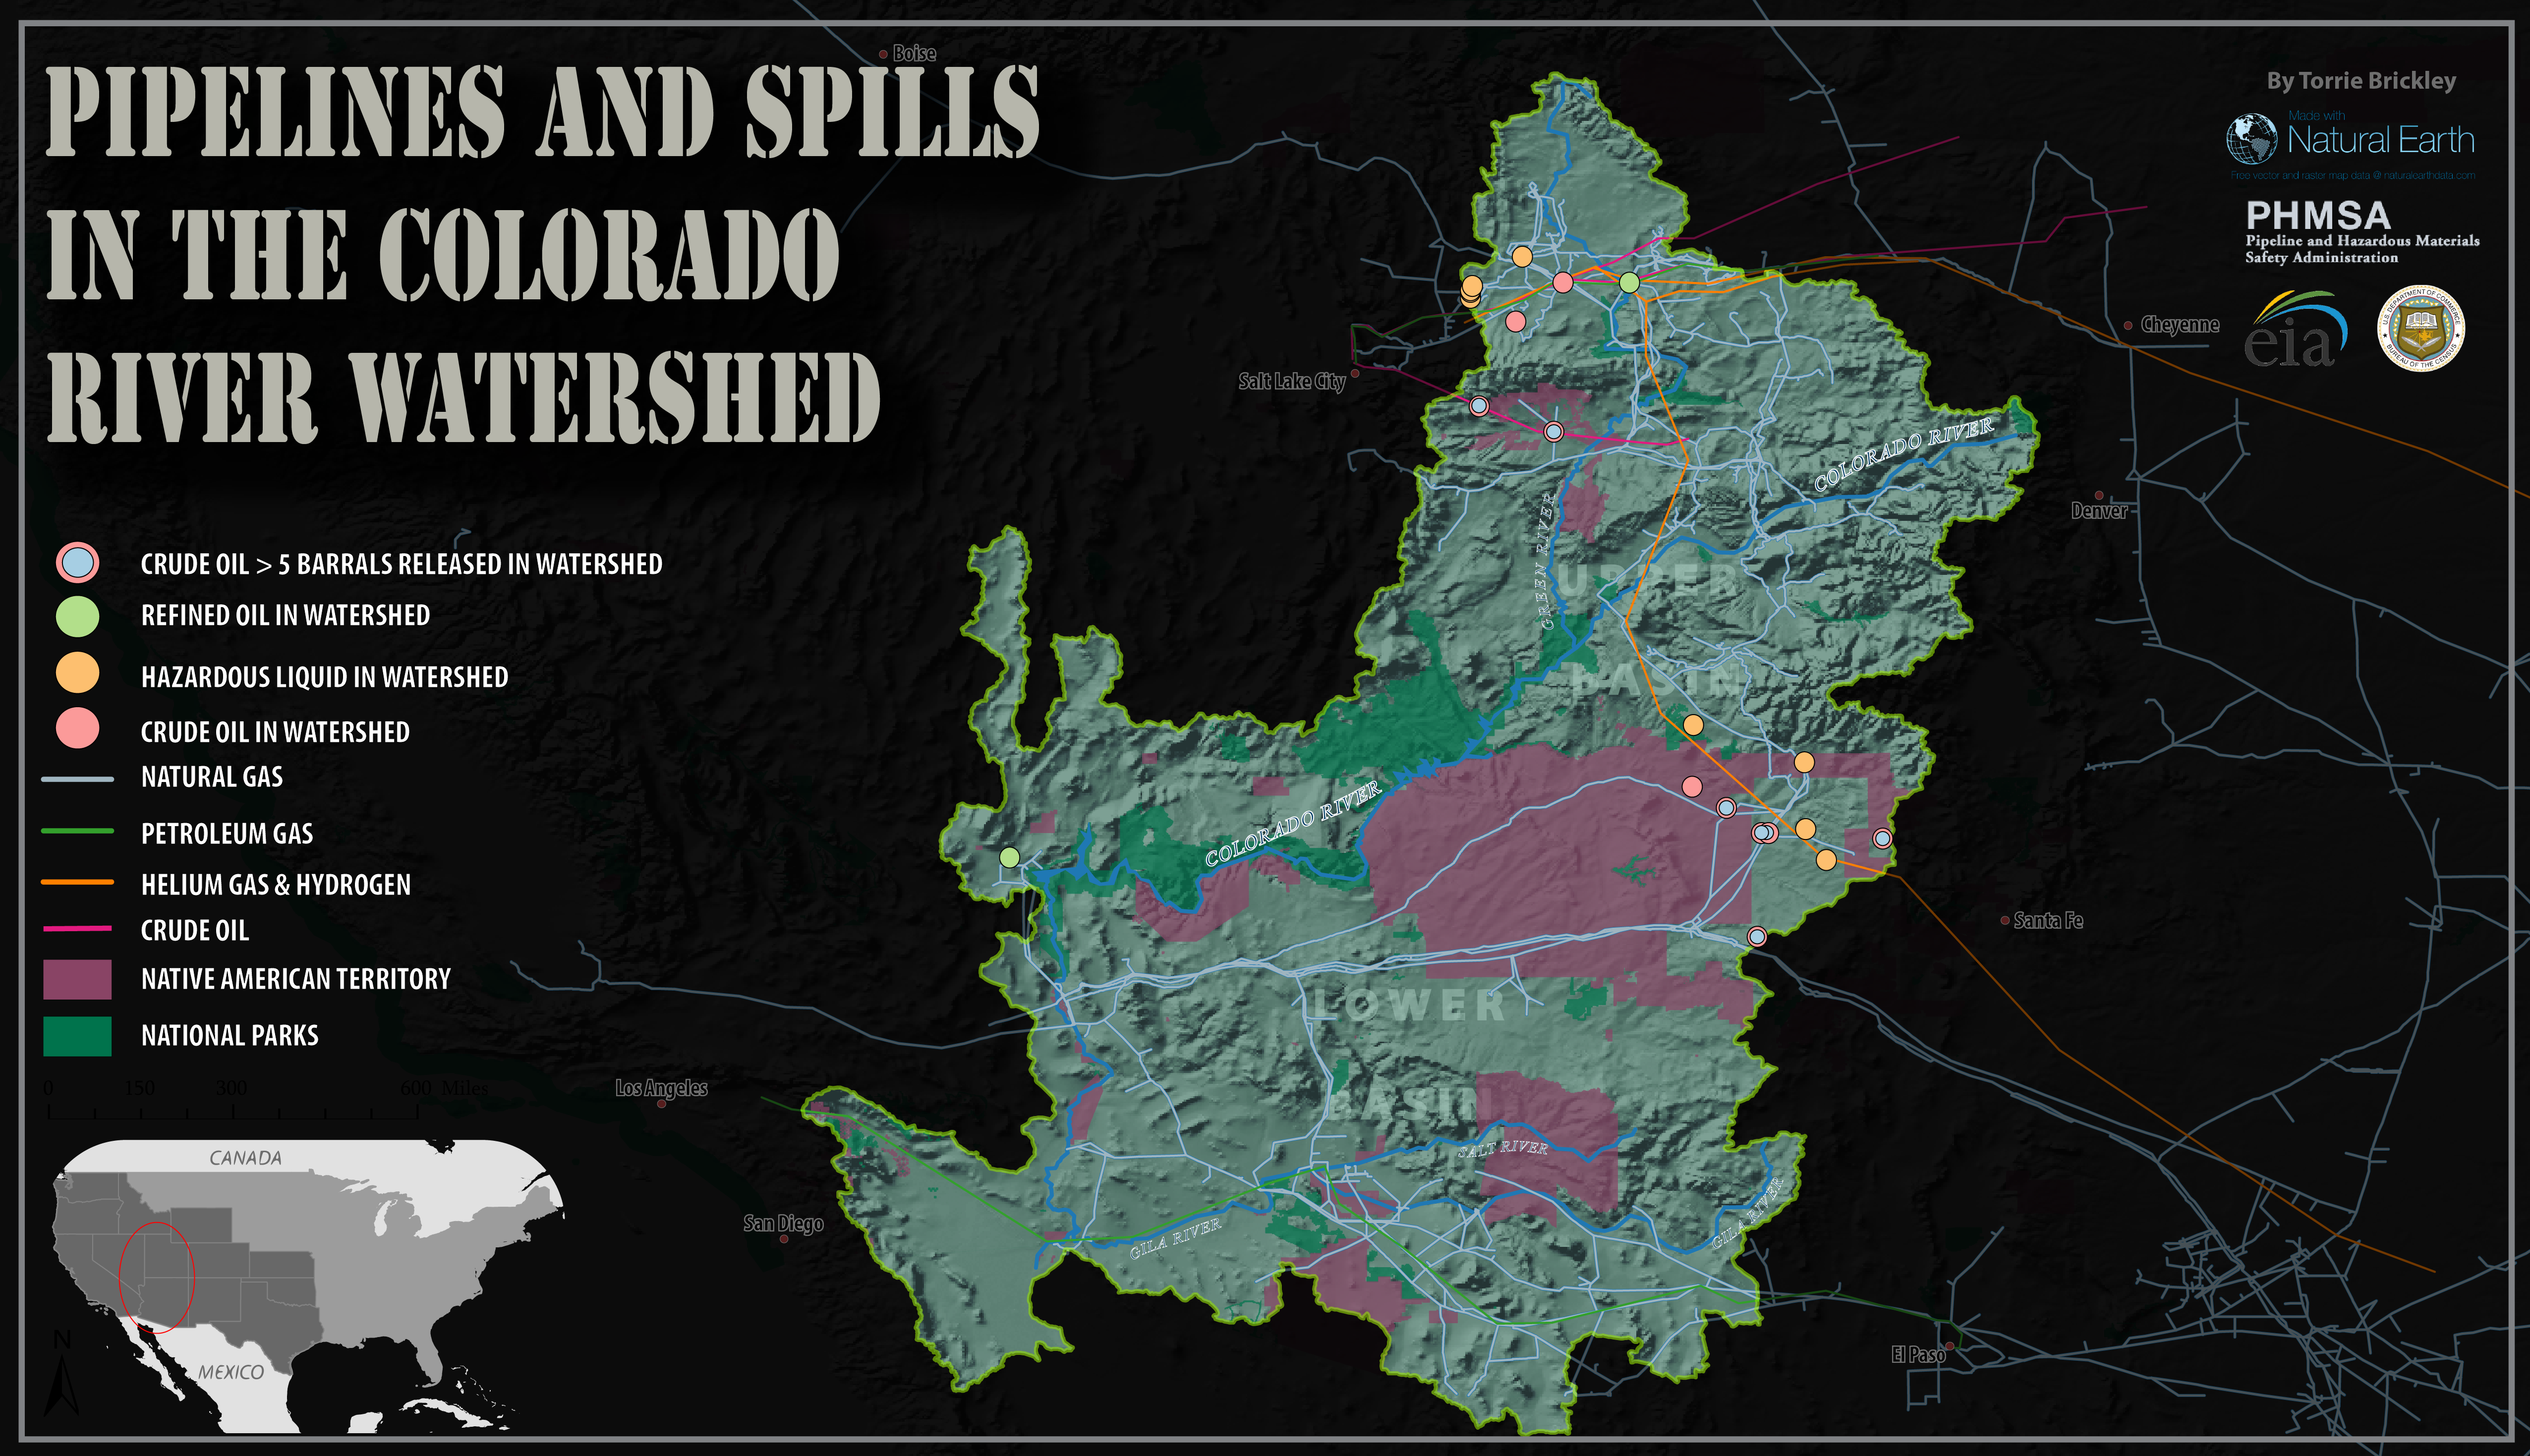 PIPELINES AND SPILLS
IN THE COLORADO
RIVER WATERSHED
CRUDE OIL > 5 BARRALS RELEASED IN WATERSHED
REFINED OIL IN WATERSHED
HAZARDOUS LIQUID IN WATERSHED
CRUDE OIL IN WATERSHED
NATURAL GAS
PETROLEUM GAS
HELIUM GAS & HYDROGEN
CRUDE OIL
NATIVE AMERICAN TERRITORY
NATIONAL PARKS
0 150 300 600 Miles
CANADA
MEXICO
N
Boise
Salt Lake City
Cheyenne
Denver
Santa Fe
Los Angeles
San Diego
El Paso
COLORADO RIVER
GREEN RIVER
UPPER
BASIN
COLORADO RIVER
LOWER
BASIN
SALT RIVER
GILA RIVER
GILA RIVER
By Torrie Brickley
Made with
Natural Earth
Free vector and raster map data @ naturalearthdata.com
PHMSA
Pipeline and Hazardous Materials
Safety Administration
eia
U.S. DEPARTMENT OF COMMERCE
BUREAU OF THE CENSUS